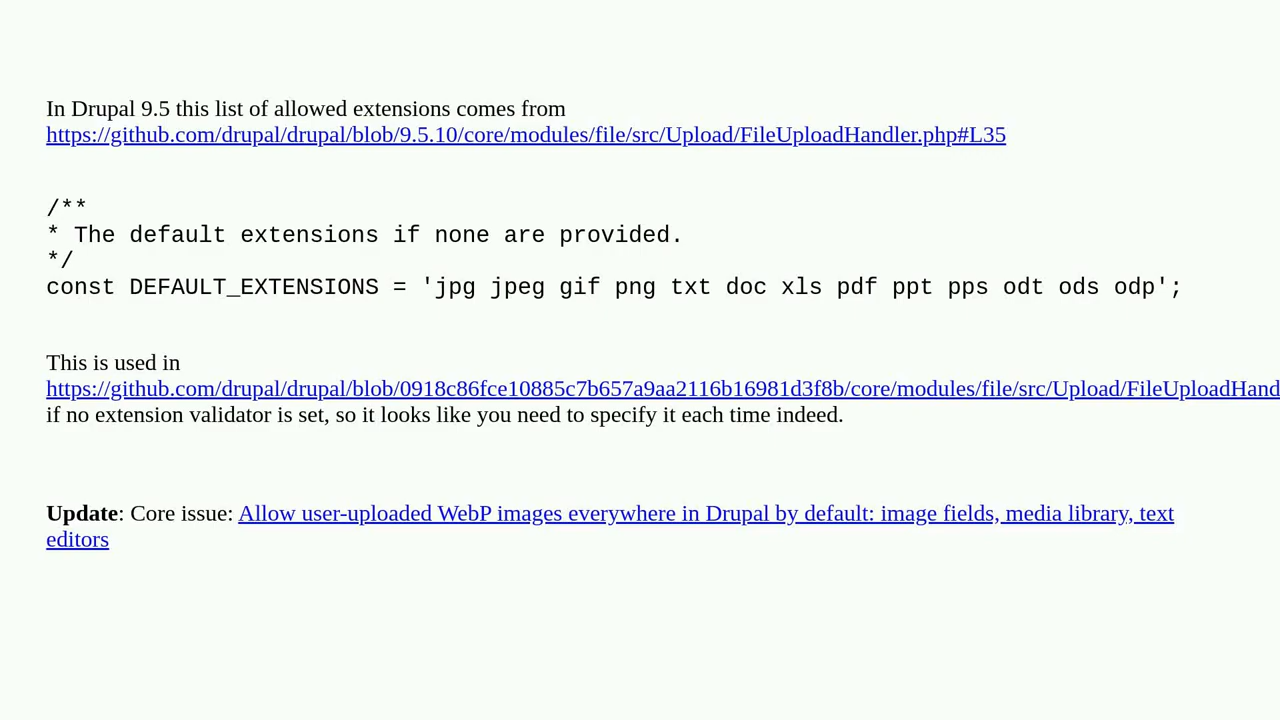 In Drupal 9.5 this list of allowed extensions comes from
https://github.com/drupal/drupal/blob/9.5.10/core/modules/file/src/Upload/FileUploadHandler.php#L35
/**
* The default extensions if none are provided.
*/
const DEFAULT_EXTENSIONS = 'jpg jpeg gif png txt doc xls pdf ppt pps odt ods odp';
This is used in
https://github.com/drupal/drupal/blob/0918c86fce10885c7b657a9aa2116b16981d3f8b/core/modules/file/src/Upload/FileUploadHand
if no extension validator is set, so it looks like you need to specify it each time indeed.
Update: Core issue: Allow user-uploaded WebP images everywhere in Drupal by default: image fields, media library, text
editors